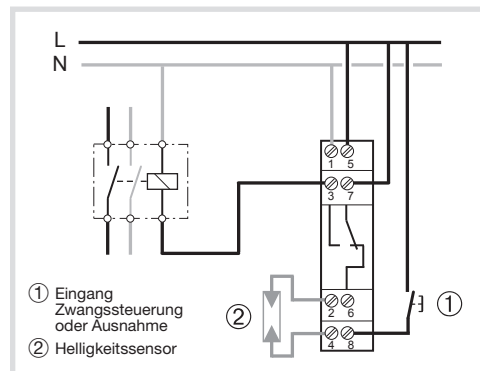 L
N
1 5
3 7
2 6
4 8
① Eingang
Zwangssteuerung
oder Ausnahme
② Helligkeitssensor
②
①